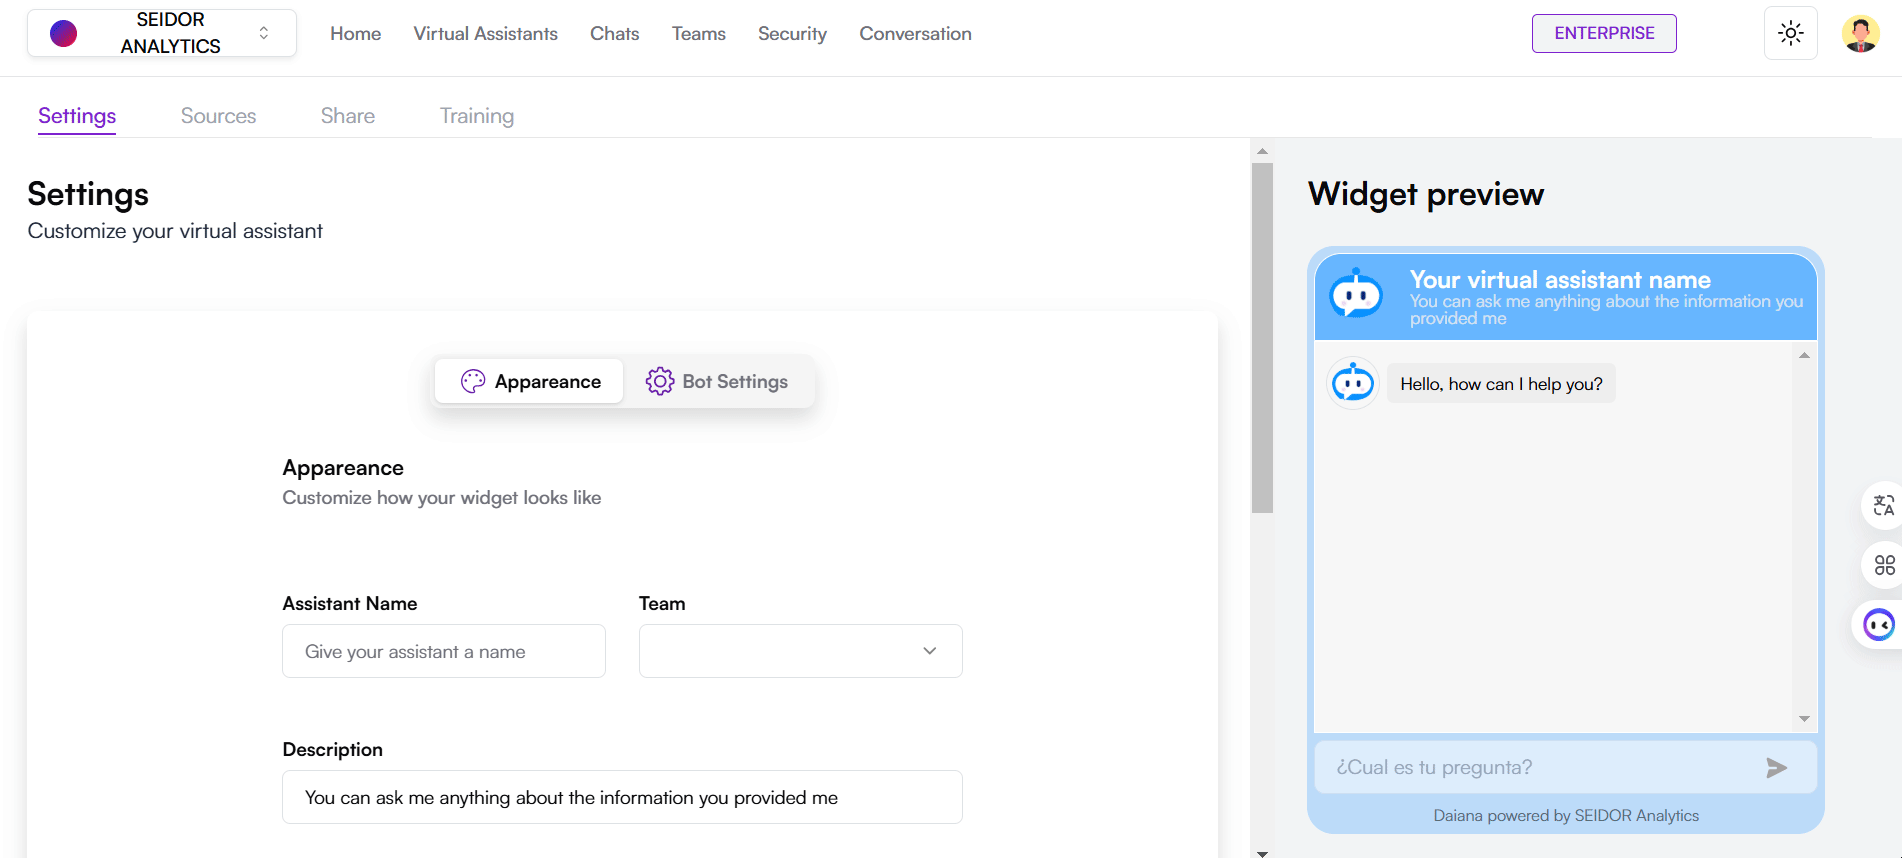 SEIDOR
ANALYTICS
Home
Virtual Assistants
Chats
Teams
Security
Conversation
ENTERPRISE
Settings
Sources
Share
Training
Settings
Customize your virtual assistant
Appareance
Bot Settings
Appareance
Customize how your widget looks like
Assistant Name
Team
Give your assistant a name
Description
You can ask me anything about the information you provided me
Widget preview
Your virtual assistant name
You can ask me anything about the information you
provided me
Hello, how can I help you?
¿Cual es tu pregunta?
Daiana powered by SEIDOR Analytics